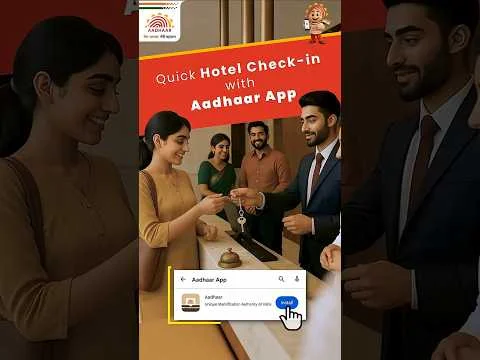 AADHAAR
Quick Hotel Check-in
with
Aadhaar App
Aadhaar App
Aadhaar
Unique Identification Authority of India
Install